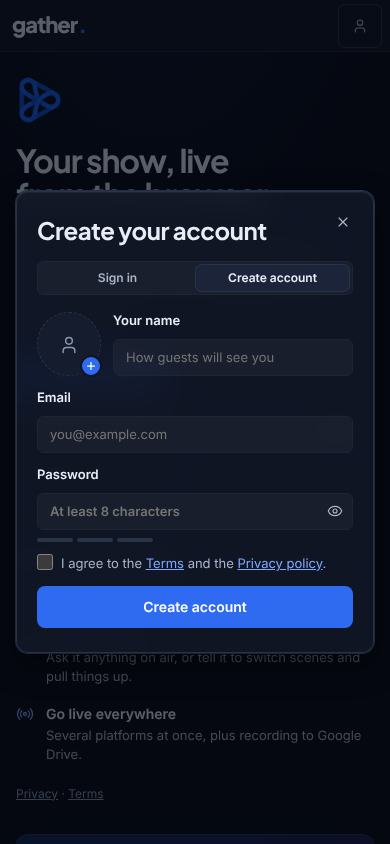 gather.
Your show, live
from the browser
Create your account
Sign in
Create account
Your name
How guests will see you
Email
you@example.com
Password
At least 8 characters
I agree to the Terms and the Privacy policy.
Create account
Ask it anything on air, or tell it to switch scenes and
pull things up.
Go live everywhere
Several platforms at once, plus recording to Google
Drive.
Privacy · Terms